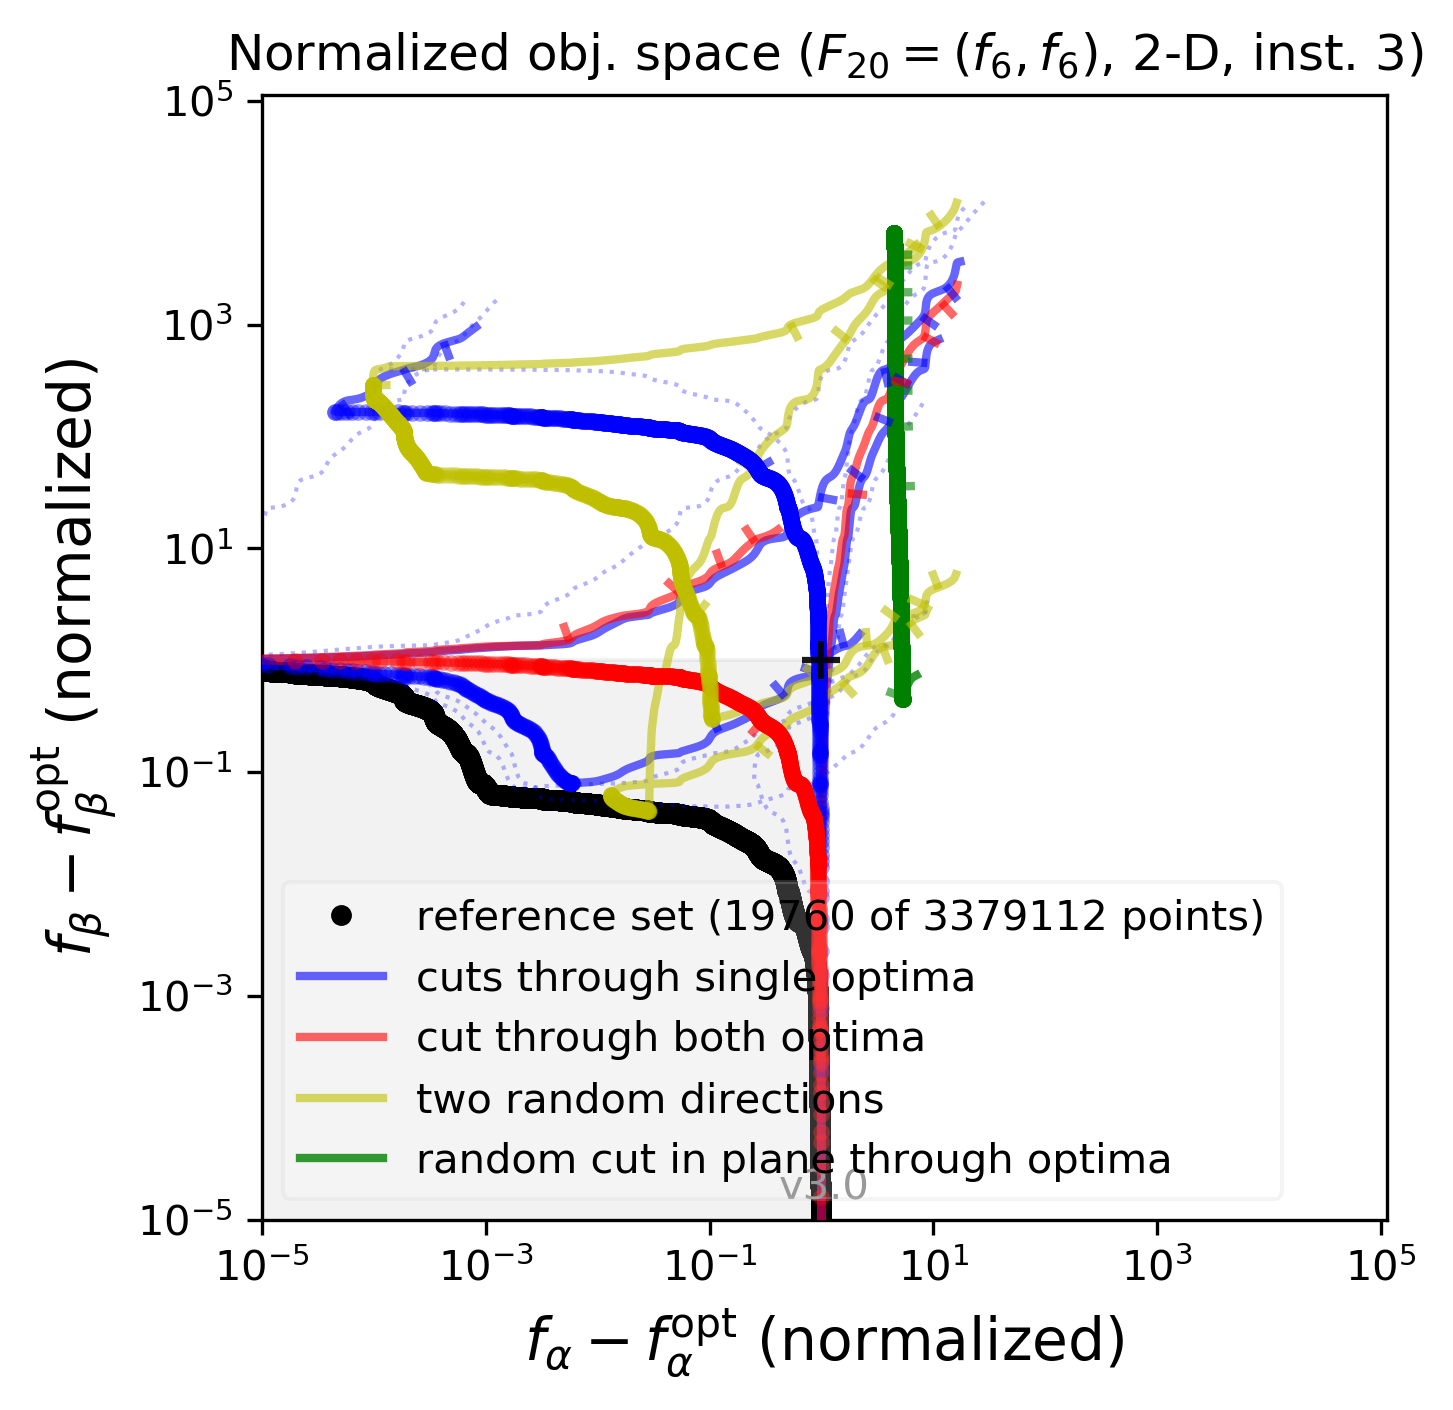 Normalized obj. space (F₂₀ = (f₆, f₆), 2-D, inst. 3)
10⁵
10³
10¹
10⁻¹
10⁻³
10⁻⁵
f_β − f_β^opt (normalized)
reference set (19760 of 3379112 points)
cuts through single optima
cut through both optima
two random directions
random cut in plane through optima
v3.0
10⁻⁵ 10⁻³ 10⁻¹ 10¹ 10³ 10⁵
f_α − f_α^opt (normalized)